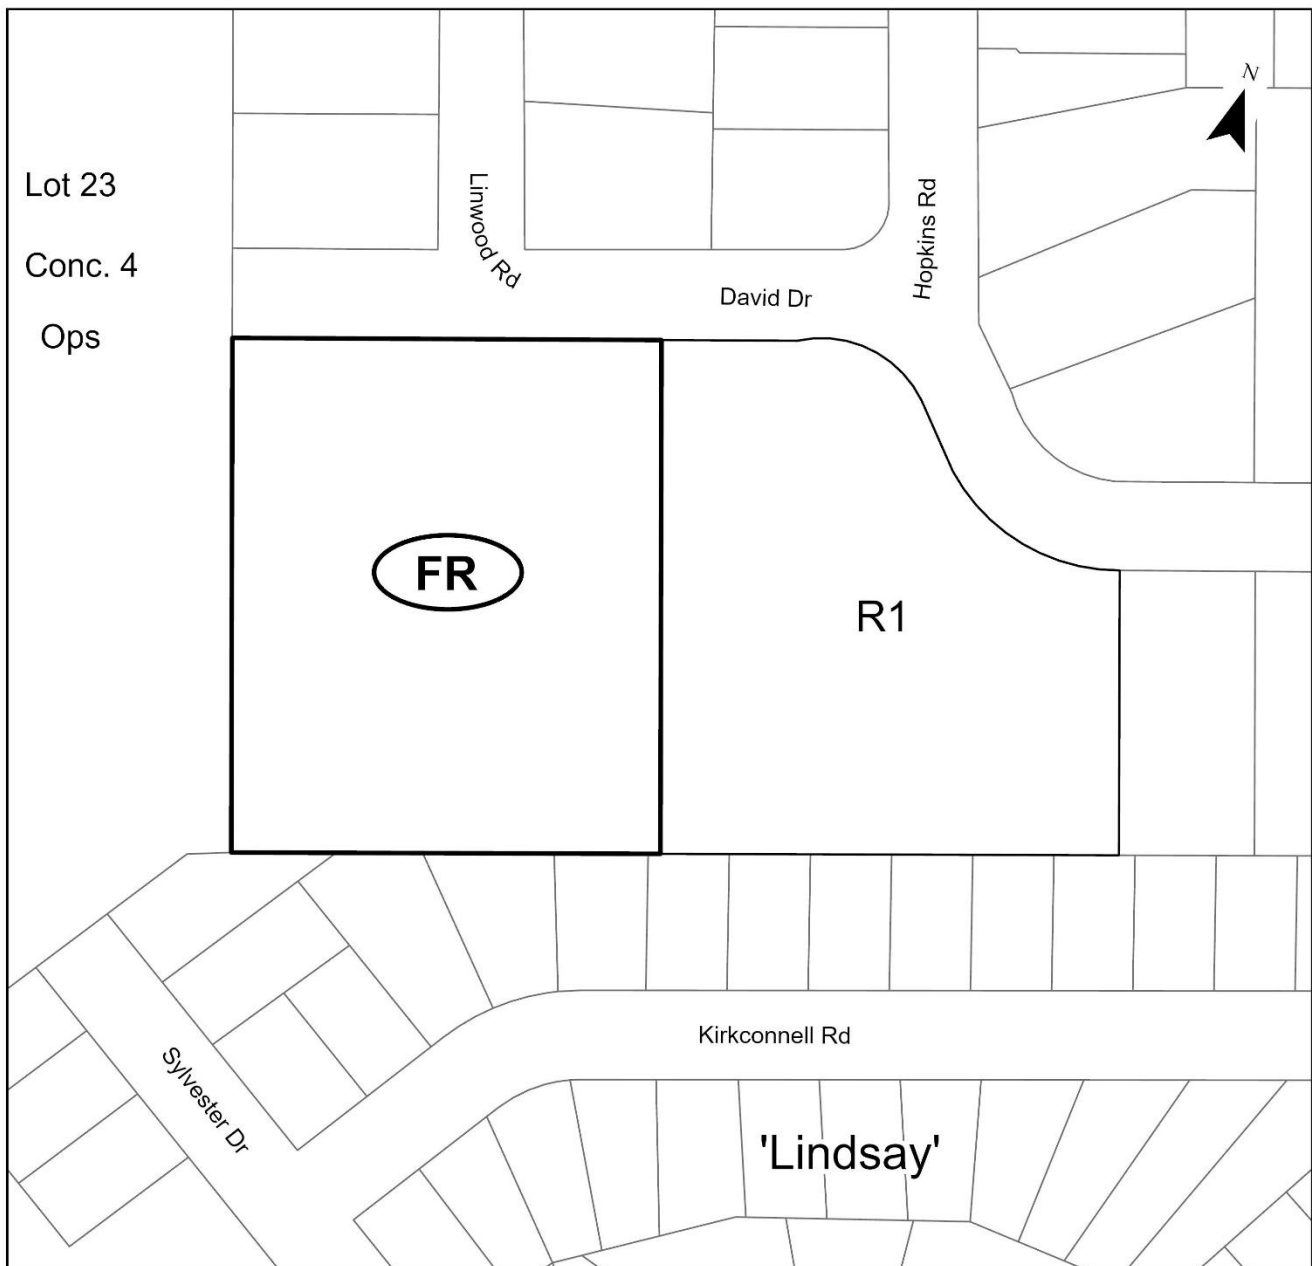 N
Lot 23
Linwood Rd
Hopkins Rd
Conc. 4
David Dr
Ops
FR
R1
Kirkconnell Rd
Sylvester Dr
'Lindsay'